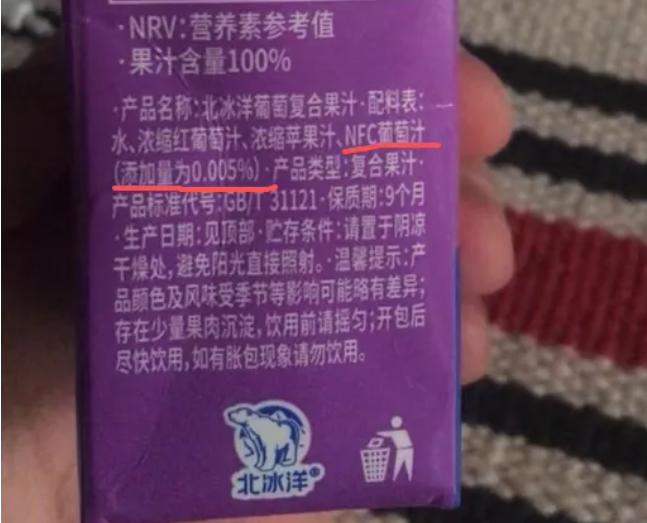 ·NRV:营养素参考值
·果汁含量100%
·产品名称:北冰洋葡萄复合果汁·配料表:
水、浓缩红葡萄汁、浓缩苹果汁、NFC葡萄汁
(添加量为0.005%)·产品类型:复合果汁·
产品标准代号:GB/T 31121·保质期:9个月
·生产日期:见顶部·贮存条件:请置于阴凉
干燥处,避免阳光直接照射。·温馨提示:产
品颜色及风味受季节等影响可能略有差异;
存在少量果肉沉淀,饮用前请摇匀;开包后
尽快饮用,如有胀包现象请勿饮用。
北冰洋®